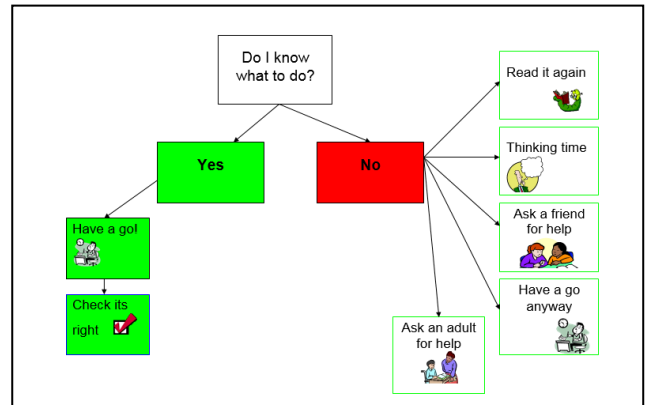 Do I know
what to do?
Yes
No
Have a go!
Check its
right
Read it again
Thinking time
Ask a friend
for help
Have a go
anyway
Ask an adult
for help